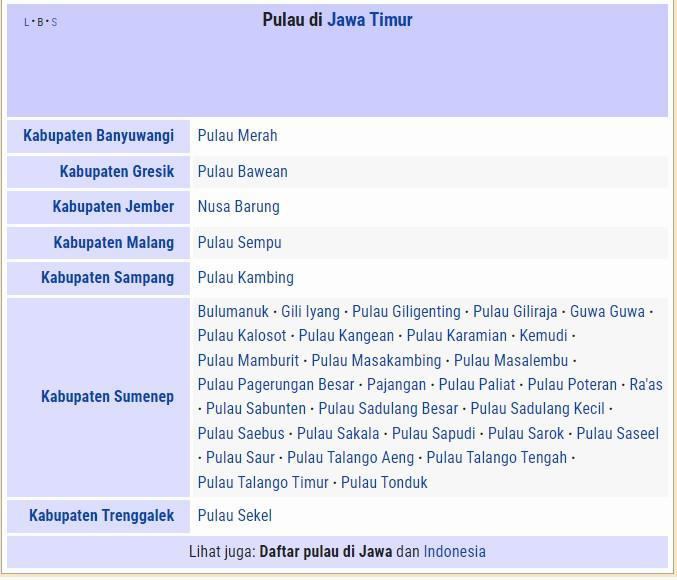 L • B • S
Pulau di Jawa Timur
Kabupaten Banyuwangi Pulau Merah
Kabupaten Gresik Pulau Bawean
Kabupaten Jember Nusa Barung
Kabupaten Malang Pulau Sempu
Kabupaten Sampang Pulau Kambing
Kabupaten Sumenep
Bulumanuk · Gili Iyang · Pulau Giligenting · Pulau Giliraja · Guwa Guwa ·
Pulau Kalosot · Pulau Kangean · Pulau Karamian · Kemudi ·
Pulau Mamburit · Pulau Masakambing · Pulau Masalembu ·
Pulau Pagerungan Besar · Pajangan · Pulau Paliat · Pulau Poteran · Ra'as
· Pulau Sabunten · Pulau Sadulang Besar · Pulau Sadulang Kecil ·
Pulau Saebus · Pulau Sakala · Pulau Sapudi · Pulau Sarok · Pulau Saseel
· Pulau Saur · Pulau Talango Aeng · Pulau Talango Tengah ·
Pulau Talango Timur · Pulau Tonduk
Kabupaten Trenggalek Pulau Sekel
Lihat juga: Daftar pulau di Jawa dan Indonesia